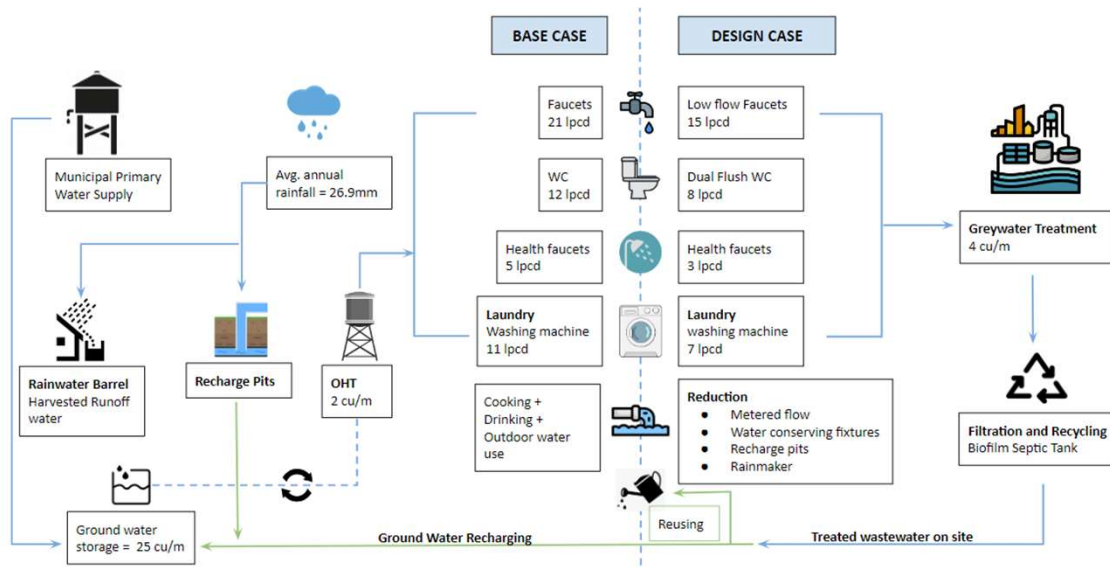 BASE CASE
DESIGN CASE
Municipal Primary
Water Supply
Avg. annual
rainfall = 26.9mm
Faucets
21 lpcd
Low flow Faucets
15 lpcd
WC
12 lpcd
Dual Flush WC
8 lpcd
Health faucets
5 lpcd
Health faucets
3 lpcd
Laundry
Washing machine
11 lpcd
Laundry
washing machine
7 lpcd
Greywater Treatment
4 cu/m
Rainwater Barrel
Harvested Runoff
water
Recharge Pits
OHT
2 cu/m
Cooking +
Drinking +
Outdoor water
use
Reduction
● Metered flow
● Water conserving fixtures
● Recharge pits
● Rainmaker
Filtration and Recycling
Biofilm Septic Tank
Reusing
Ground water
storage = 25 cu/m
Ground Water Recharging
Treated wastewater on site